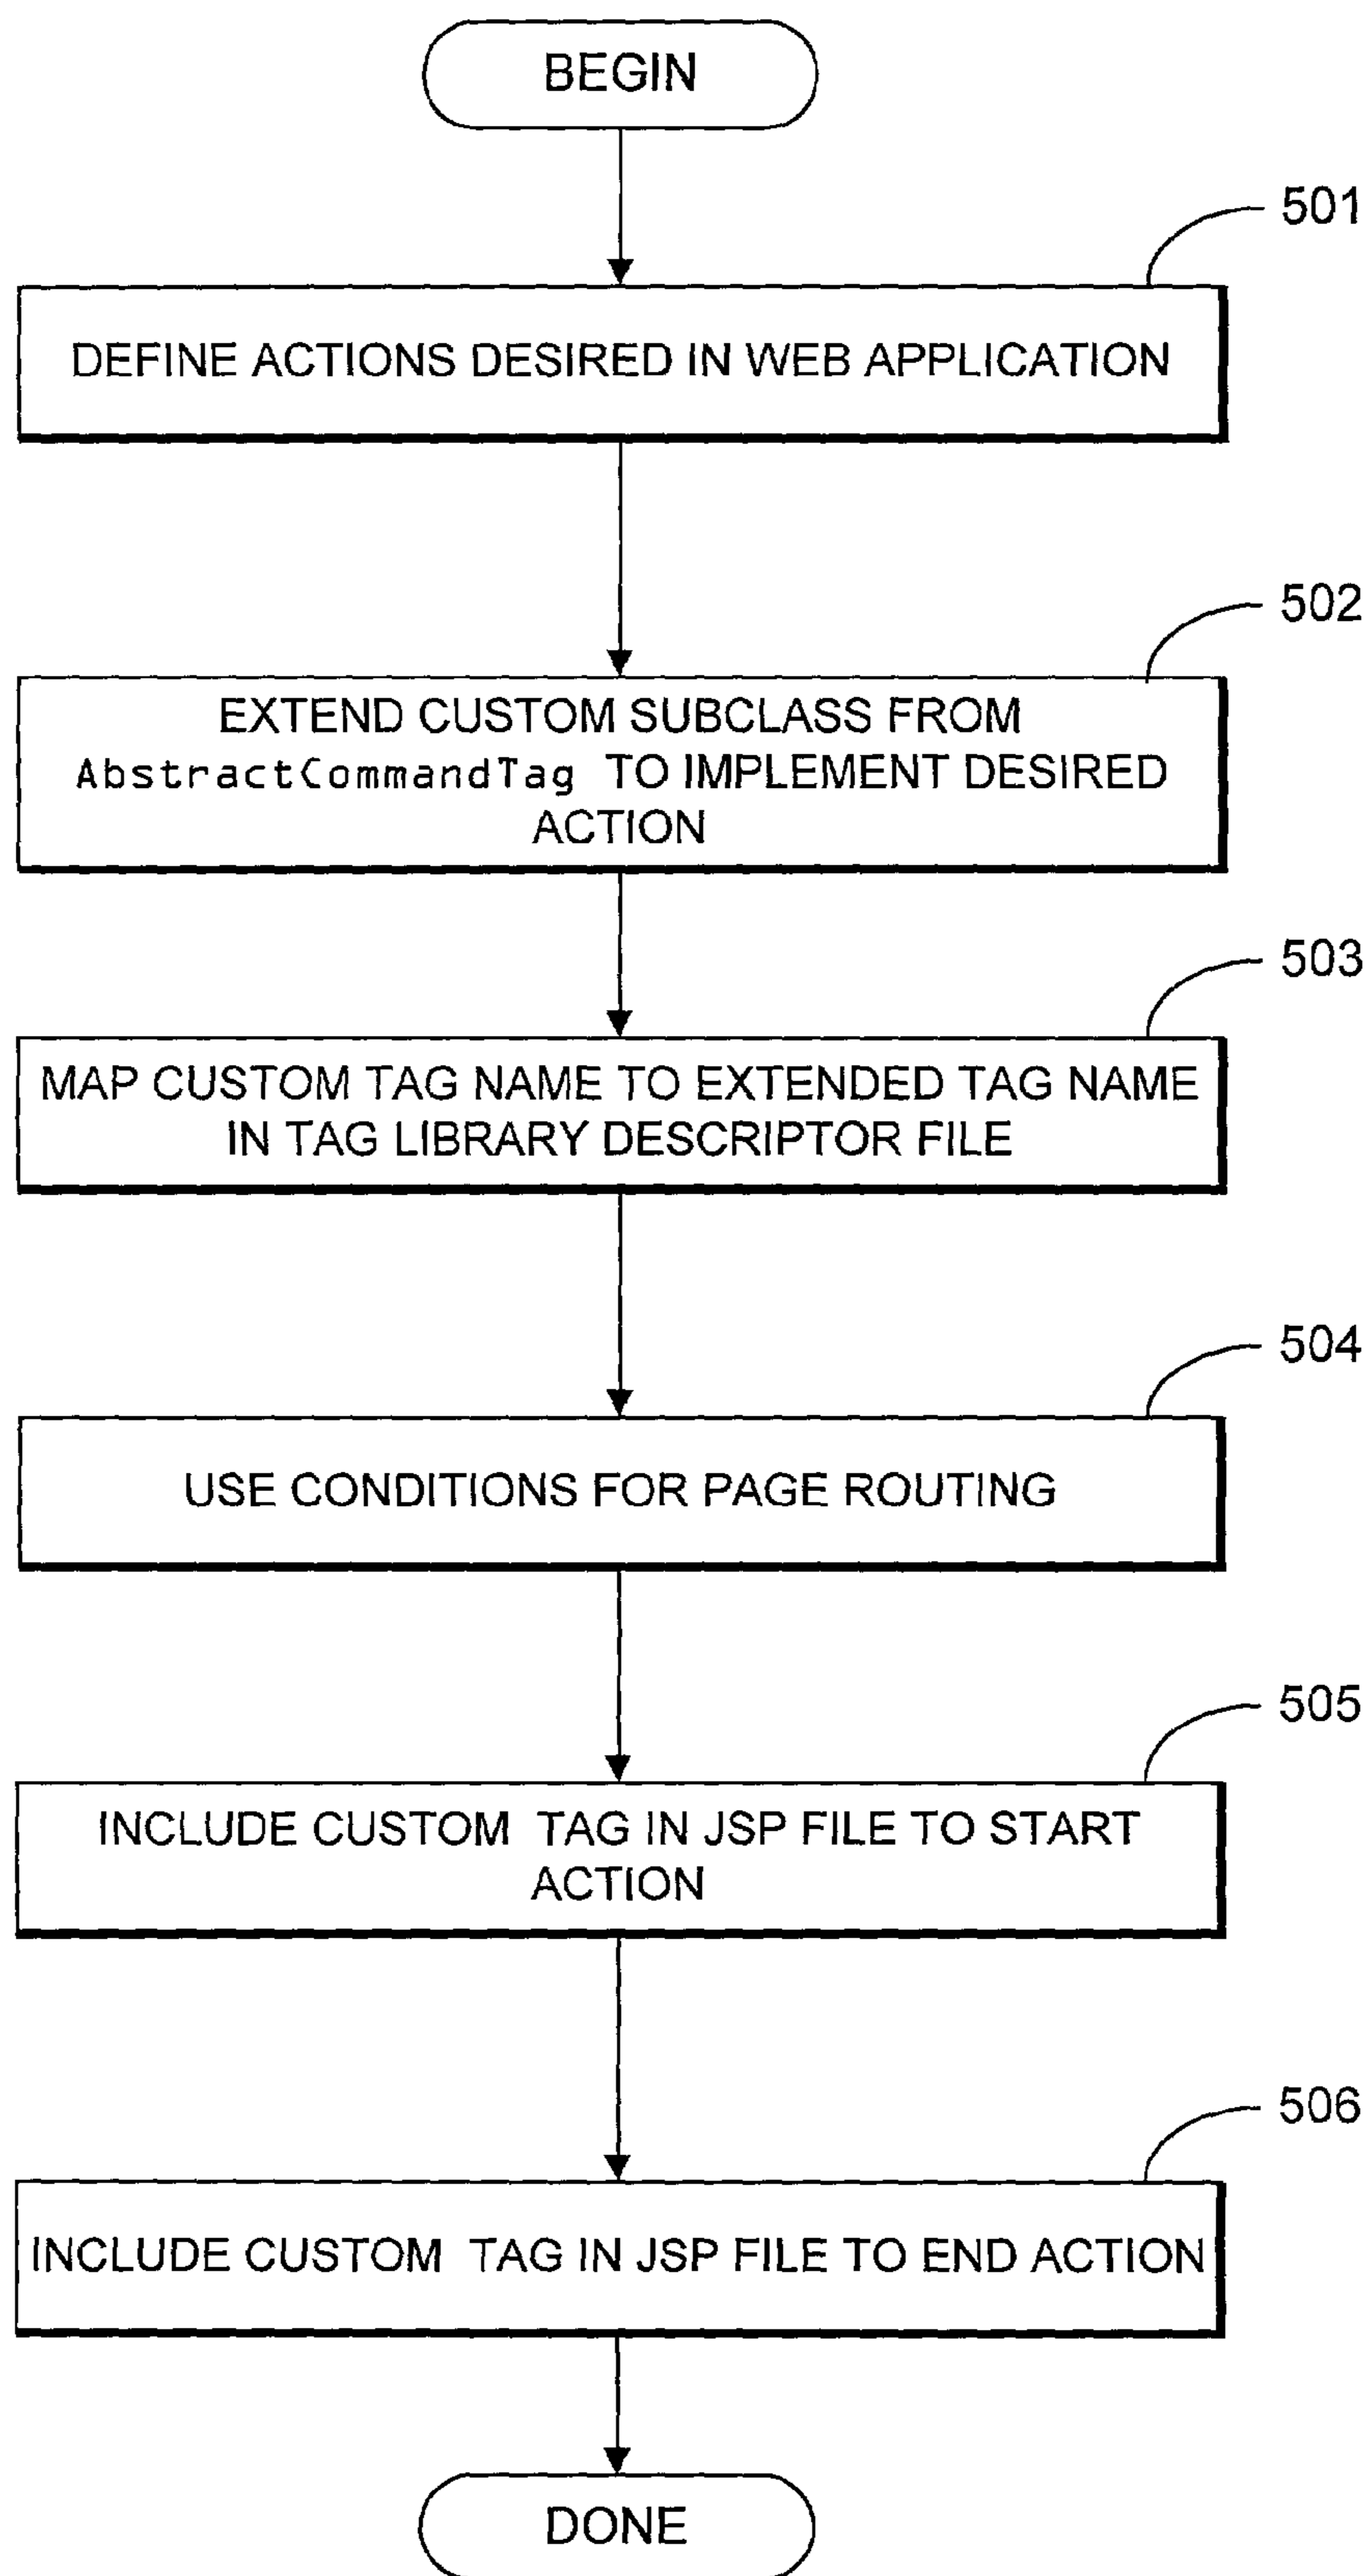 BEGIN
501
DEFINE ACTIONS DESIRED IN WEB APPLICATION
502
EXTEND CUSTOM SUBCLASS FROM
AbstractCommandTag TO IMPLEMENT DESIRED
ACTION
503
MAP CUSTOM TAG NAME TO EXTENDED TAG NAME
IN TAG LIBRARY DESCRIPTOR FILE
504
USE CONDITIONS FOR PAGE ROUTING
505
INCLUDE CUSTOM TAG IN JSP FILE TO START
ACTION
506
INCLUDE CUSTOM TAG IN JSP FILE TO END ACTION
DONE